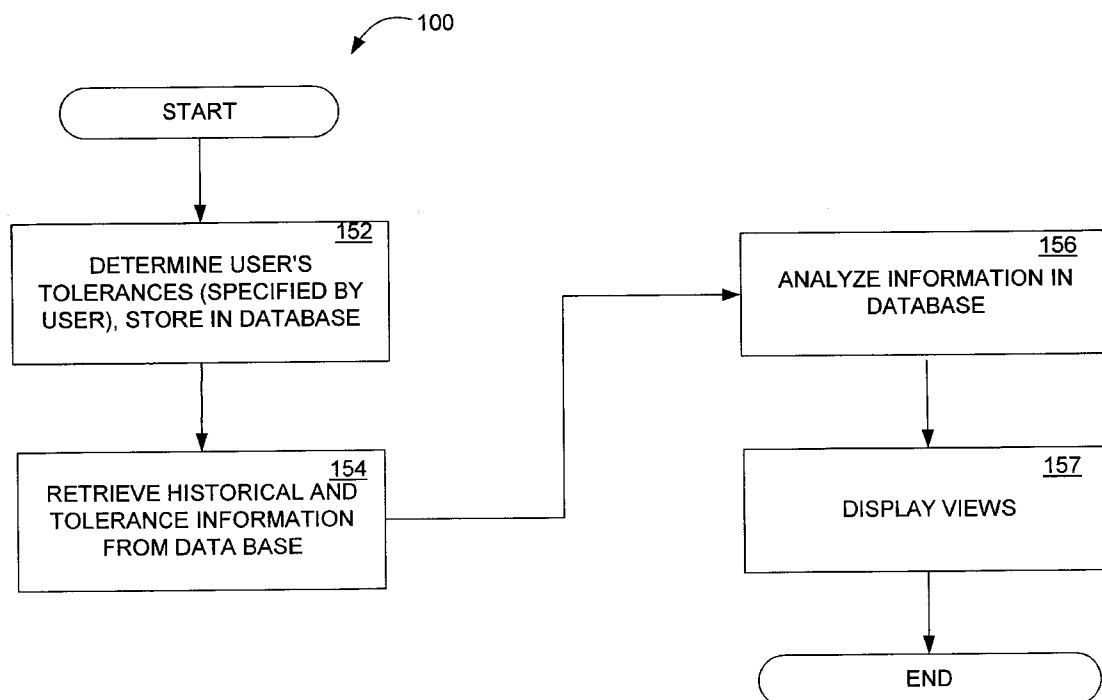 100
START
152
DETERMINE USER'S
TOLERANCES (SPECIFIED BY
USER), STORE IN DATABASE
154
RETRIEVE HISTORICAL AND
TOLERANCE INFORMATION
FROM DATA BASE
156
ANALYZE INFORMATION IN
DATABASE
157
DISPLAY VIEWS
END